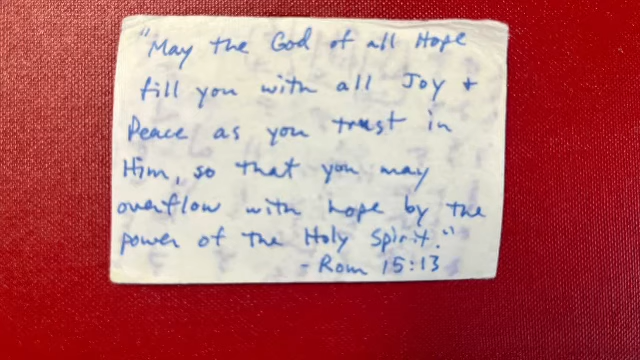 "May the God of all Hope
fill you with all Joy +
Peace as you trust in
Him, so that you may
overflow with hope by the
power of the Holy Spirit."
- Rom 15:13